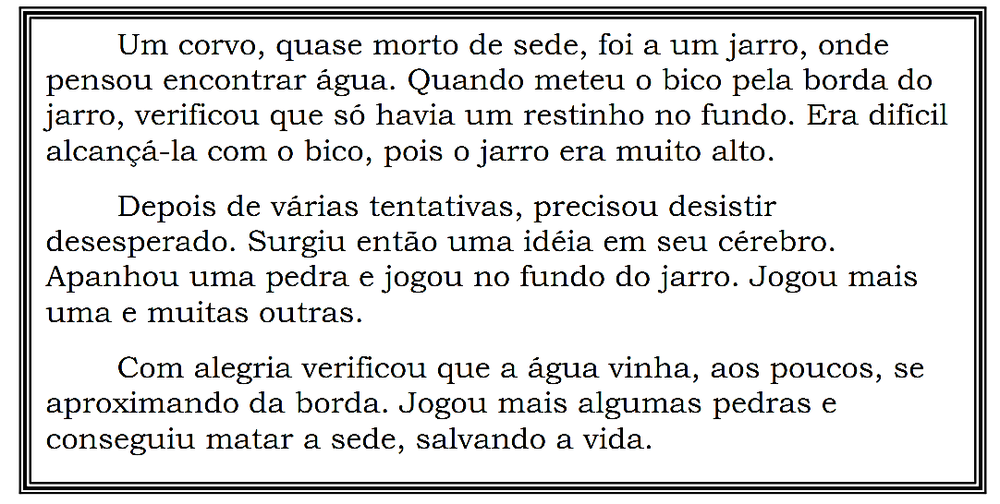 Um corvo, quase morto de sede, foi a um jarro, onde
pensou encontrar água. Quando meteu o bico pela borda do
jarro, verificou que só havia um restinho no fundo. Era difícil
alcançá-la com o bico, pois o jarro era muito alto.
Depois de várias tentativas, precisou desistir
desesperado. Surgiu então uma idéia em seu cérebro.
Apanhou uma pedra e jogou no fundo do jarro. Jogou mais
uma e muitas outras.
Com alegria verificou que a água vinha, aos poucos, se
aproximando da borda. Jogou mais algumas pedras e
conseguiu matar a sede, salvando a vida.